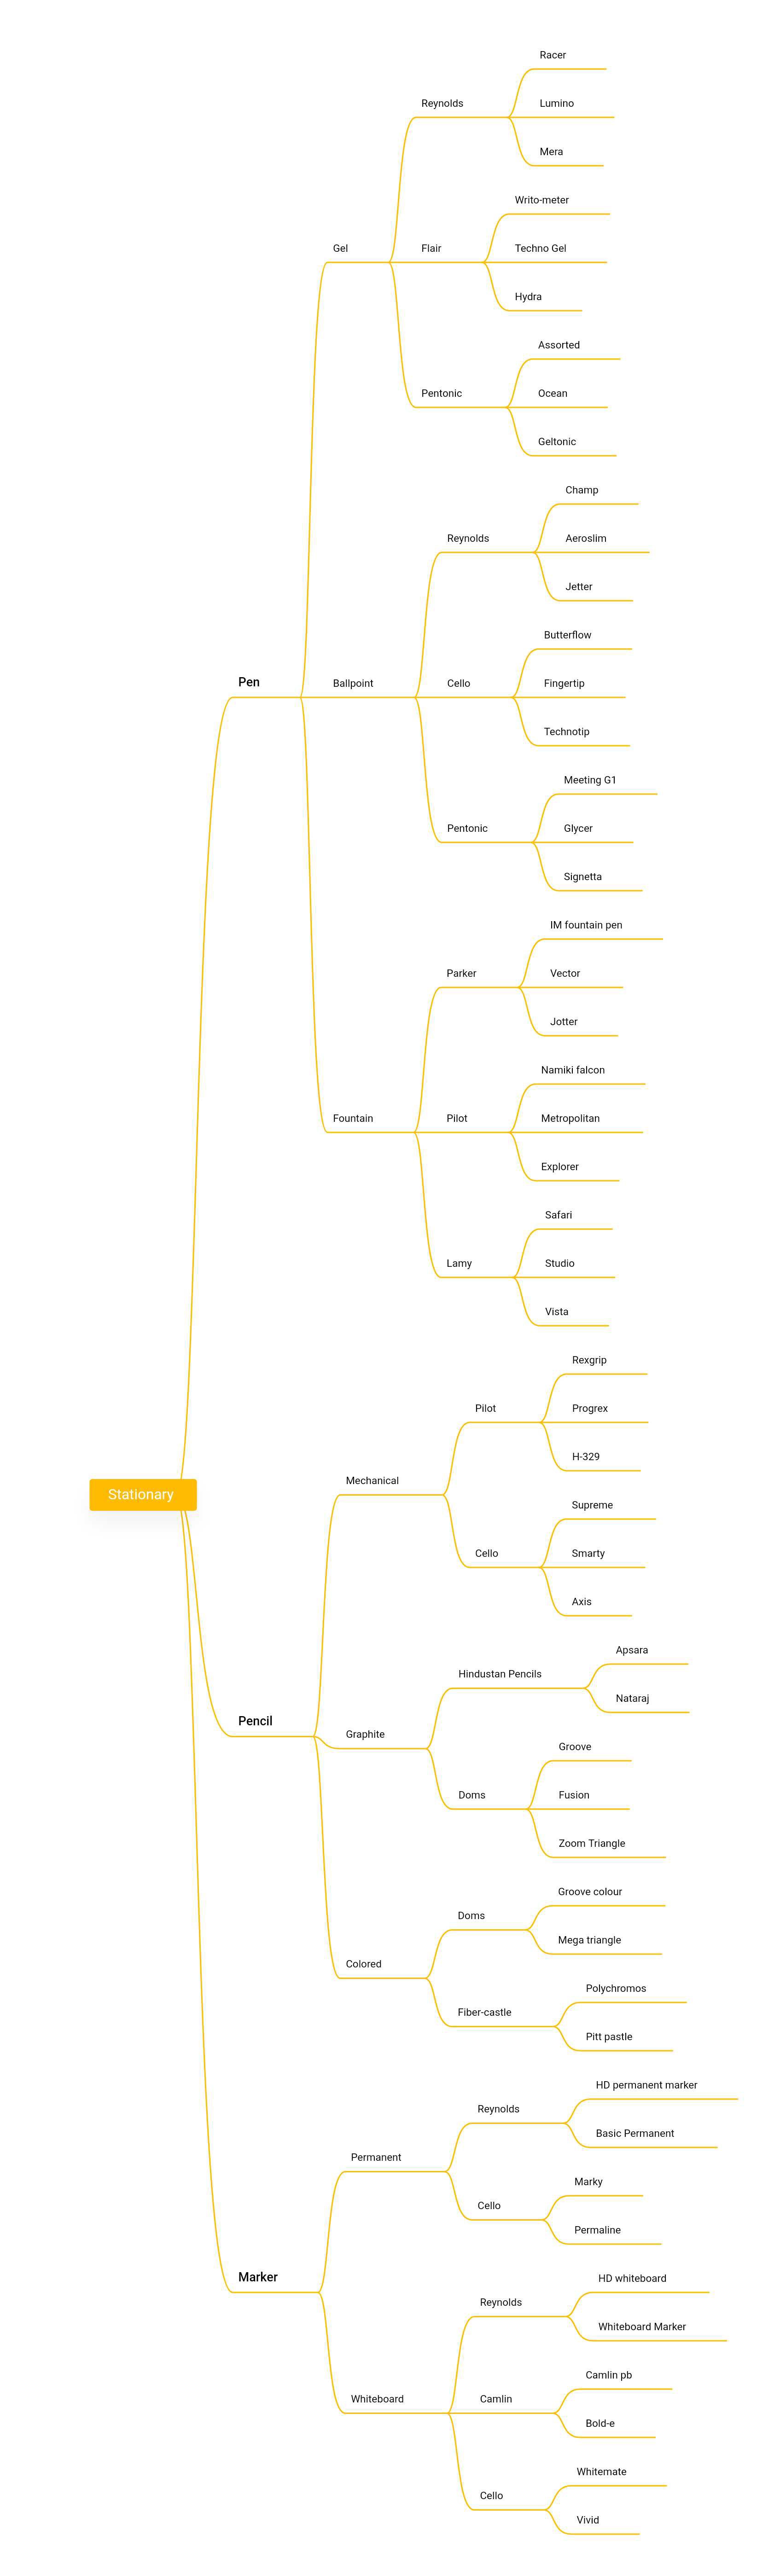 Stationary
Pen
Gel
Reynolds
Racer
Lumino
Mera
Flair
Writo-meter
Techno Gel
Hydra
Pentonic
Assorted
Ocean
Geltonic
Ballpoint
Reynolds
Champ
Aeroslim
Jetter
Cello
Butterflow
Fingertip
Technotip
Pentonic
Meeting G1
Glycer
Signetta
Fountain
Parker
IM fountain pen
Vector
Jotter
Pilot
Namiki falcon
Metropolitan
Explorer
Lamy
Safari
Studio
Vista
Pencil
Mechanical
Pilot
Rexgrip
Progrex
H-329
Cello
Supreme
Smarty
Axis
Graphite
Hindustan Pencils
Apsara
Nataraj
Doms
Groove
Fusion
Zoom Triangle
Colored
Doms
Groove colour
Mega triangle
Fiber-castle
Polychromos
Pitt pastle
Marker
Permanent
Reynolds
HD permanent marker
Basic Permanent
Cello
Marky
Permaline
Whiteboard
Reynolds
HD whiteboard
Whiteboard Marker
Camlin
Camlin pb
Bold-e
Cello
Whitemate
Vivid